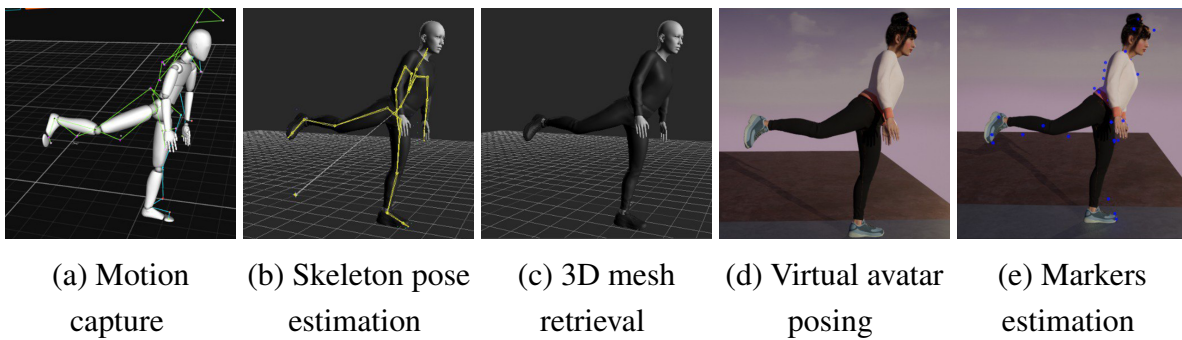 (a) Motion
capture
(b) Skeleton pose
estimation
(c) 3D mesh
retrieval
(d) Virtual avatar
posing
(e) Markers
estimation